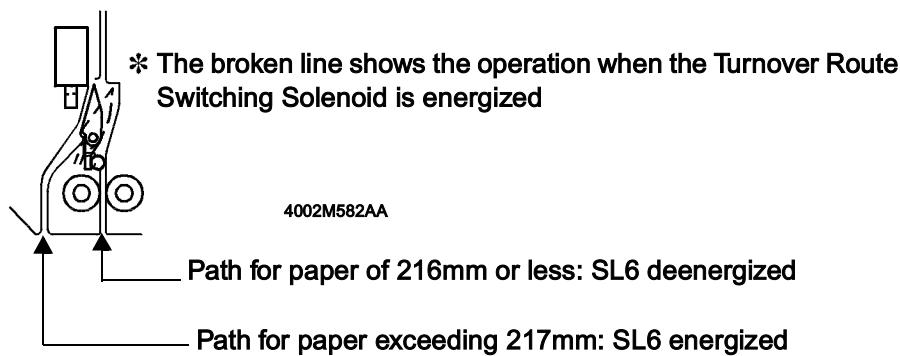 ✻ The broken line shows the operation when the Turnover Route
Switching Solenoid is energized
4002M582AA
Path for paper of 216mm or less: SL6 deenergized
Path for paper exceeding 217mm: SL6 energized